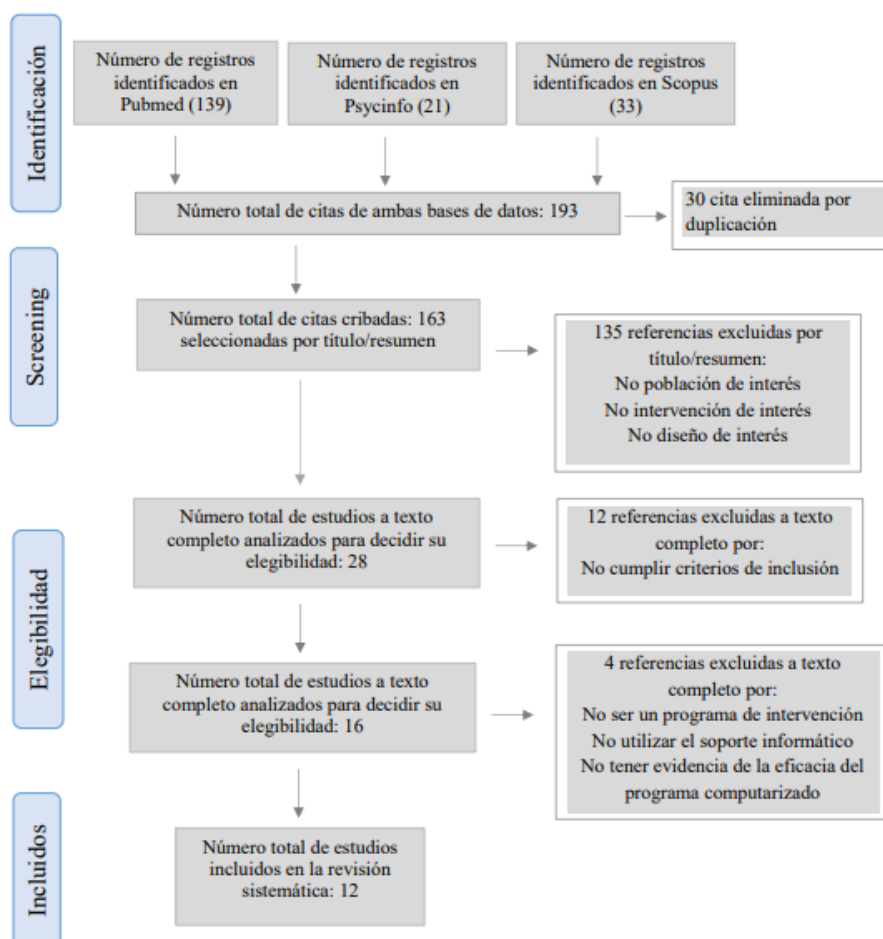 Identificación
Número de registros
identificados en
Pubmed (139)
Número de registros
identificados en
Psycinfo (21)
Número de registros
identificados en Scopus
(33)
Número total de citas de ambas bases de datos: 193
30 cita eliminada por
duplicación
Screening
Número total de citas cribadas: 163
seleccionadas por título/resumen
135 referencias excluidas por
título/resumen:
No población de interés
No intervención de interés
No diseño de interés
Elegibilidad
Número total de estudios a texto
completo analizados para decidir su
elegibilidad: 28
12 referencias excluidas a texto
completo por:
No cumplir criterios de inclusión
Número total de estudios a texto
completo analizados para decidir su
elegibilidad: 16
4 referencias excluidas a texto
completo por:
No ser un programa de intervención
No utilizar el soporte informático
No tener evidencia de la eficacia del
programa computarizado
Incluidos
Número total de estudios
incluidos en la revisión
sistemática: 12